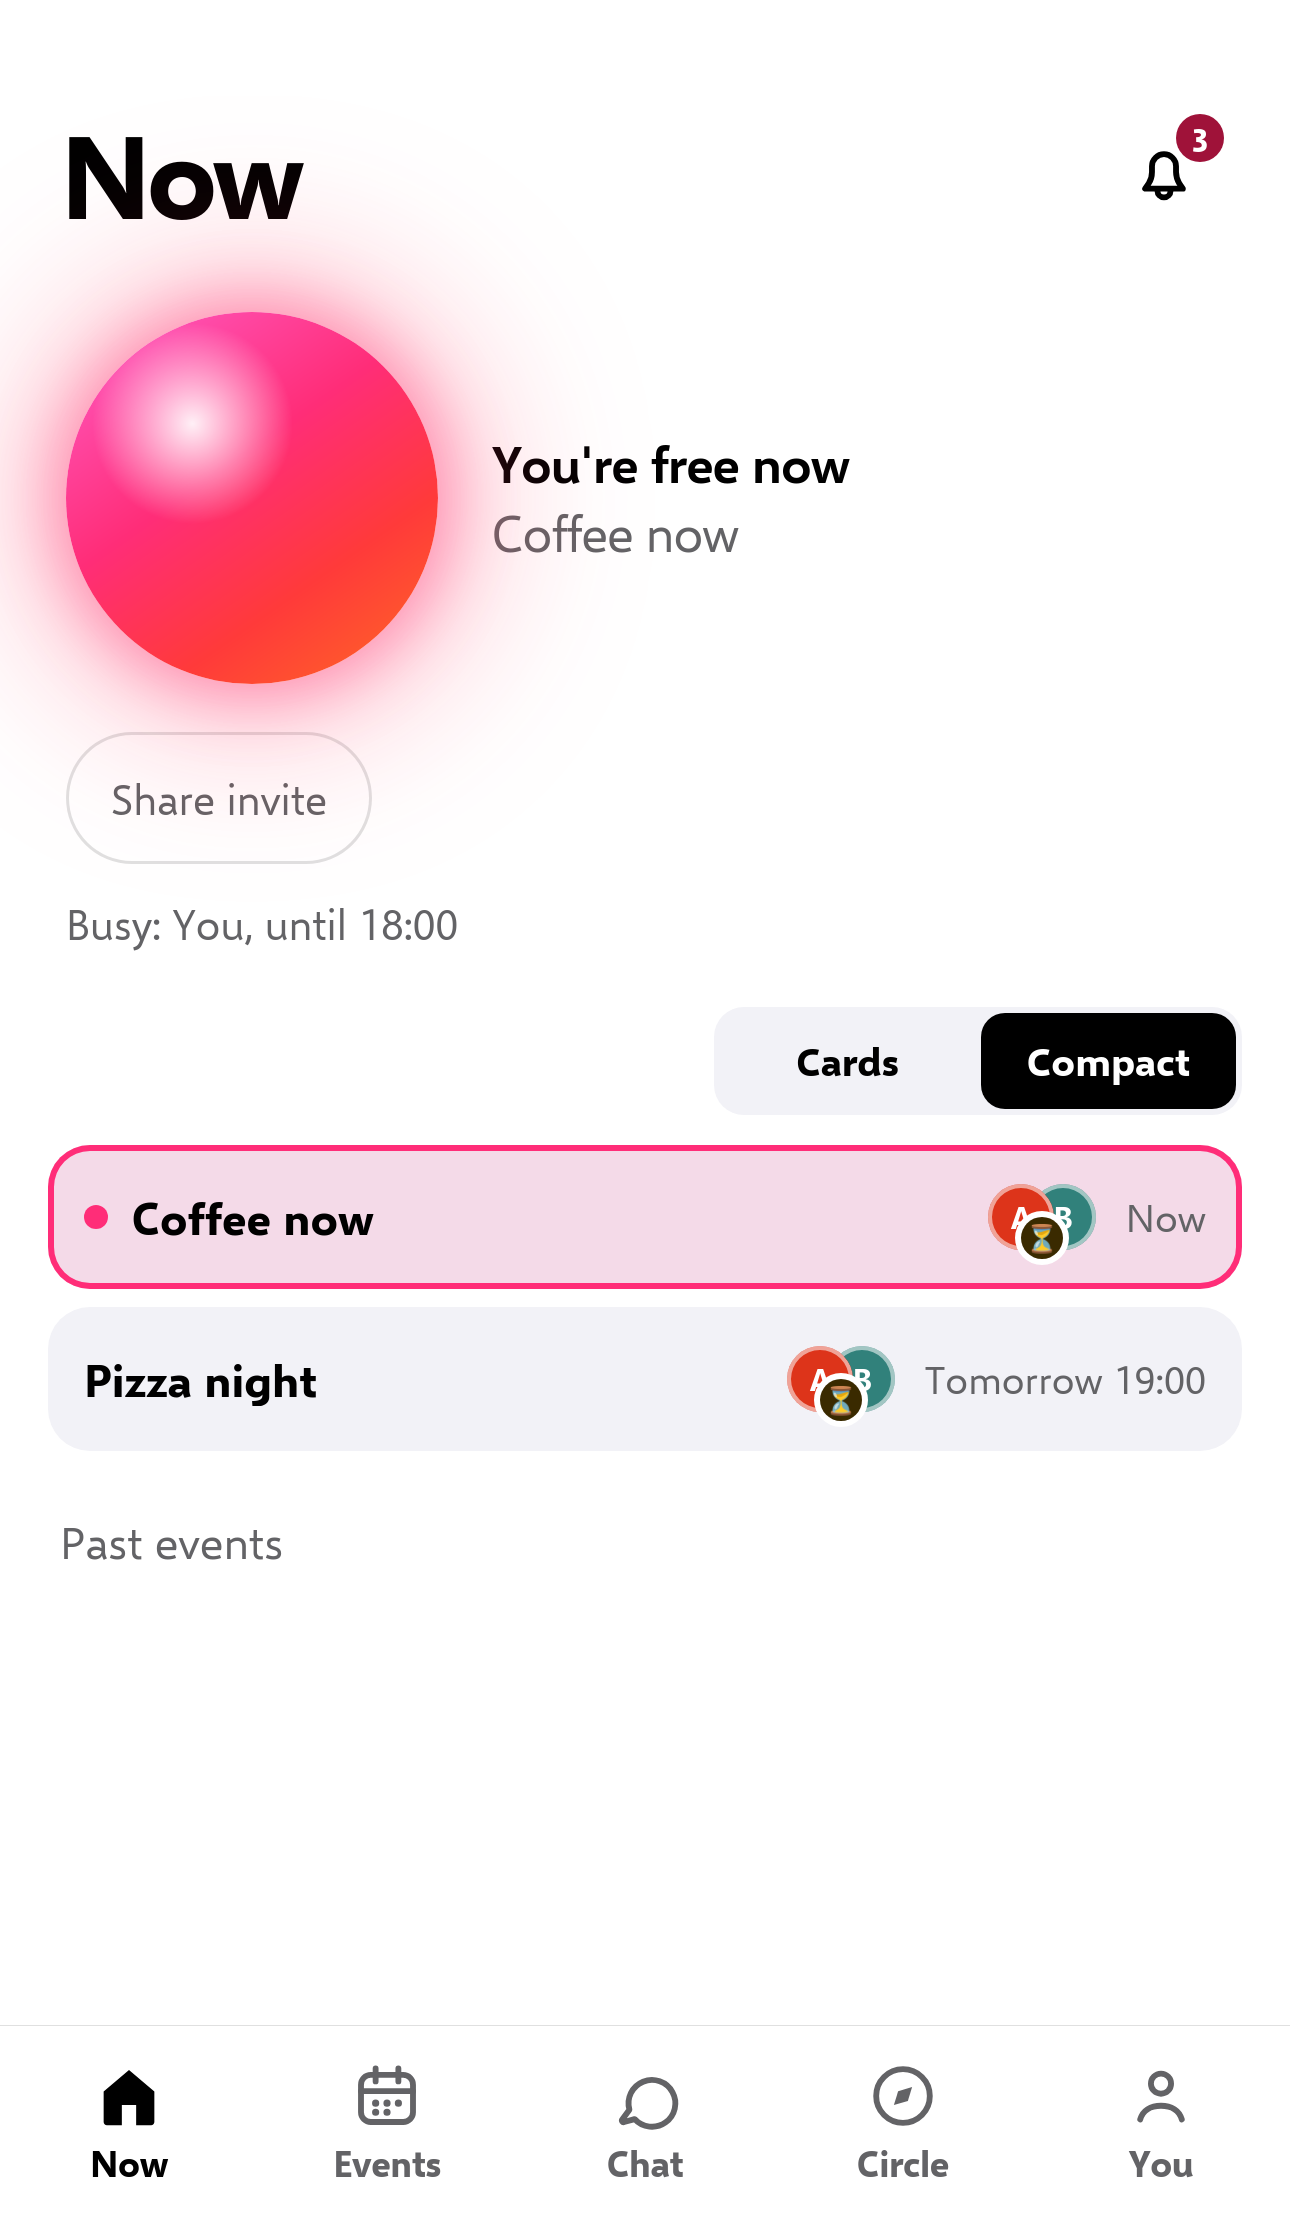 Now
3
You're free now
Coffee now
Share invite
Busy: You, until 18:00
Cards
Compact
Coffee now
A
B
Now
Pizza night
A
B
Tomorrow 19:00
Past events
Now
Events
Chat
Circle
You